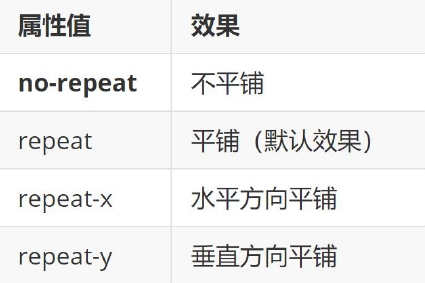 属性值 效果
no-repeat 不平铺
repeat 平铺（默认效果）
repeat-x 水平方向平铺
repeat-y 垂直方向平铺